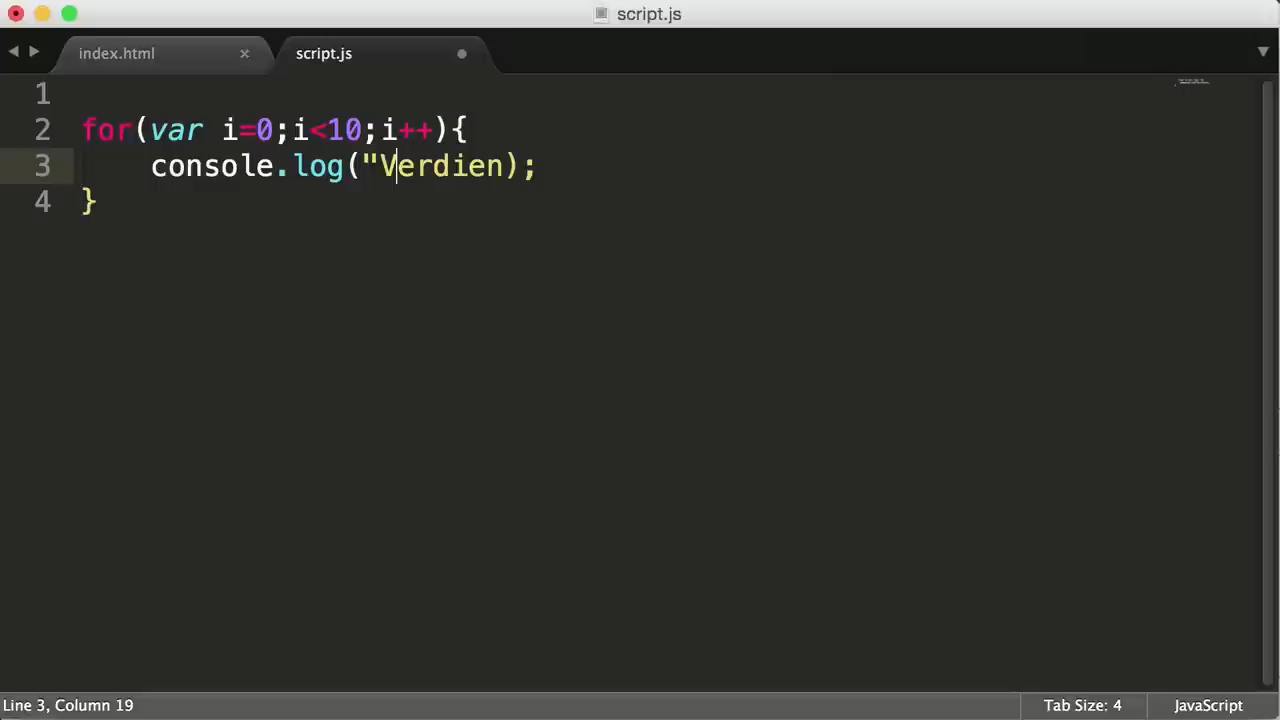 script.js
index.html × script.js
1
2 for(var i=0;i<10;i++){
3     console.log("Verdien);
4 }
Line 3, Column 19 Tab Size: 4 JavaScript